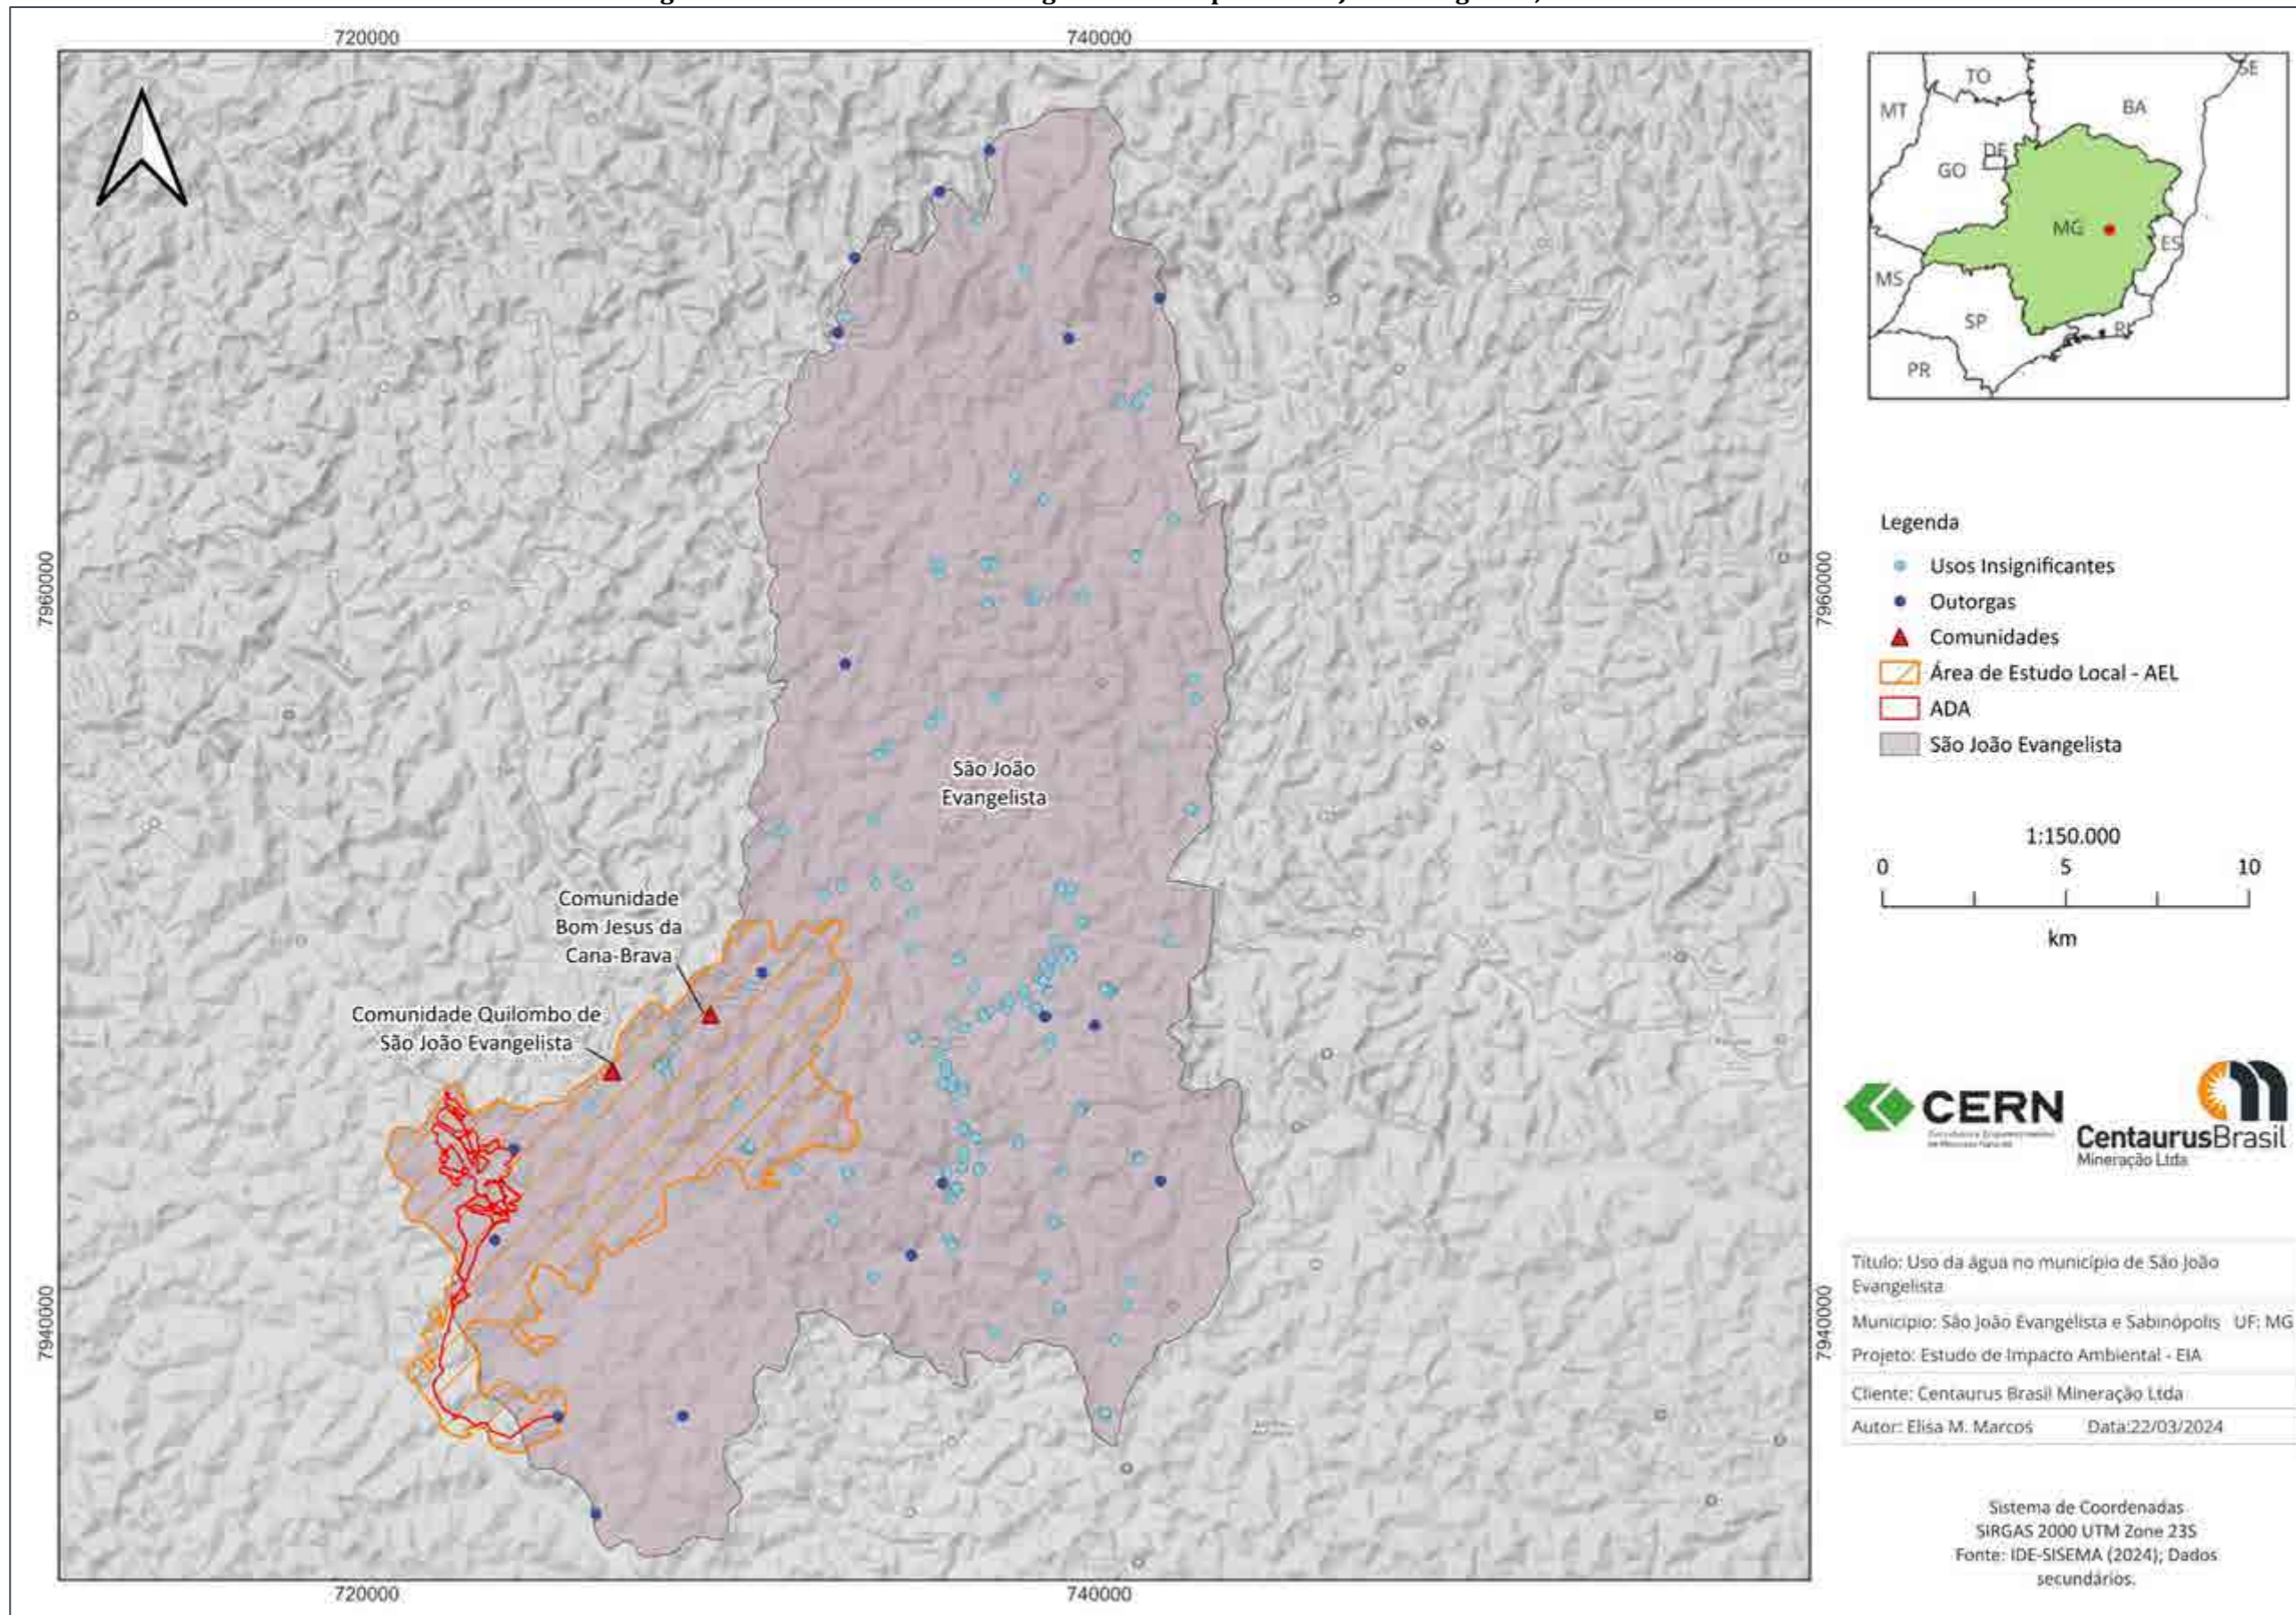 720000
740000
7960000
7960000
7940000
7940000
720000
740000
São João
Evangelista
Comunidade
Bom Jesus da
Cana-Brava
Comunidade Quilombo de
São João Evangelista
TO
SE
MT
BA
DF
GO
MG
ES
MS
SP
RJ
PR
Legenda
Usos Insignificantes
Outorgas
Comunidades
Área de Estudo Local - AEL
ADA
São João Evangelista
1:150.000
0 5 10
km
CERN
CentaurusBrasil
Mineração Ltda
Título: Uso da água no município de São João
Evangelista
Município: São João Evangelista e Sabinópolis UF: MG
Projeto: Estudo de Impacto Ambiental - EIA
Cliente: Centaurus Brasil Mineração Ltda
Autor: Elisa M. Marcos Data:22/03/2024
Sistema de Coordenadas
SIRGAS 2000 UTM Zone 23S
Fonte: IDE-SISEMA (2024); Dados
secundários.